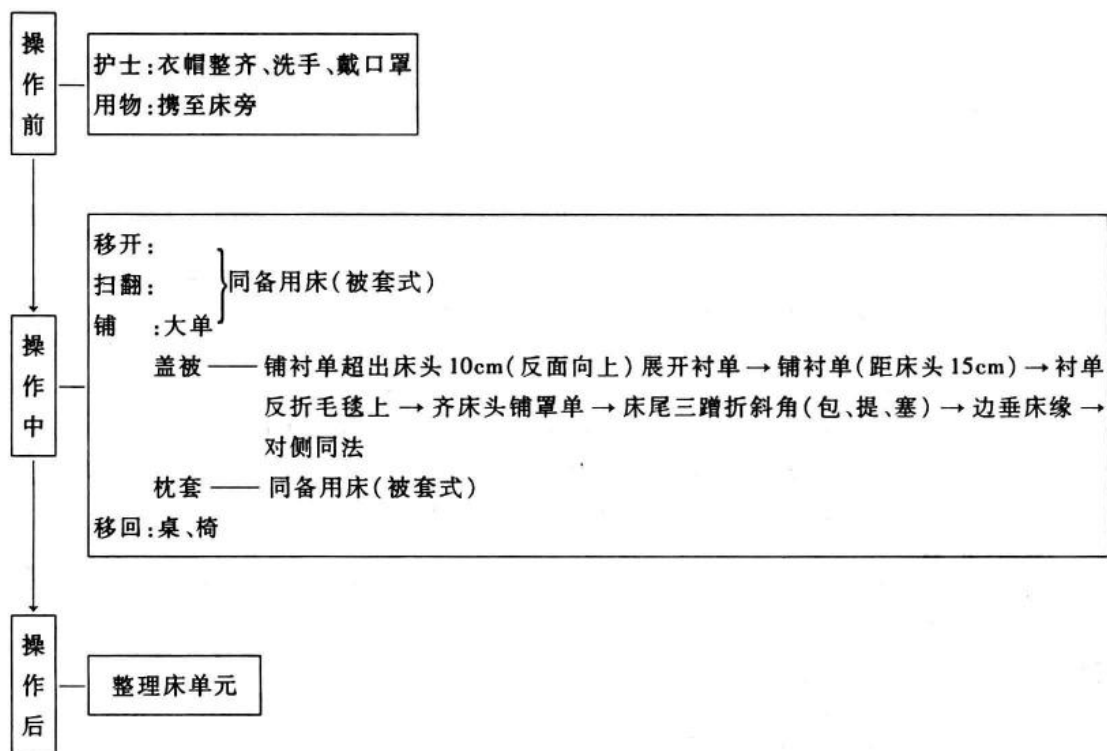 操作前
护士:衣帽整齐、洗手、戴口罩
用物:携至床旁
操作中
移开:
扫翻:
同备用床(被套式)
铺 :大单
盖被 —— 铺衬单超出床头10cm(反面向上)展开衬单→铺衬单(距床头15cm)→衬单
反折毛毯上→齐床头铺罩单→床尾三蹭折斜角(包、提、塞)→边垂床缘→
对侧同法
枕套 —— 同备用床(被套式)
移回:桌、椅
操作后
整理床单元